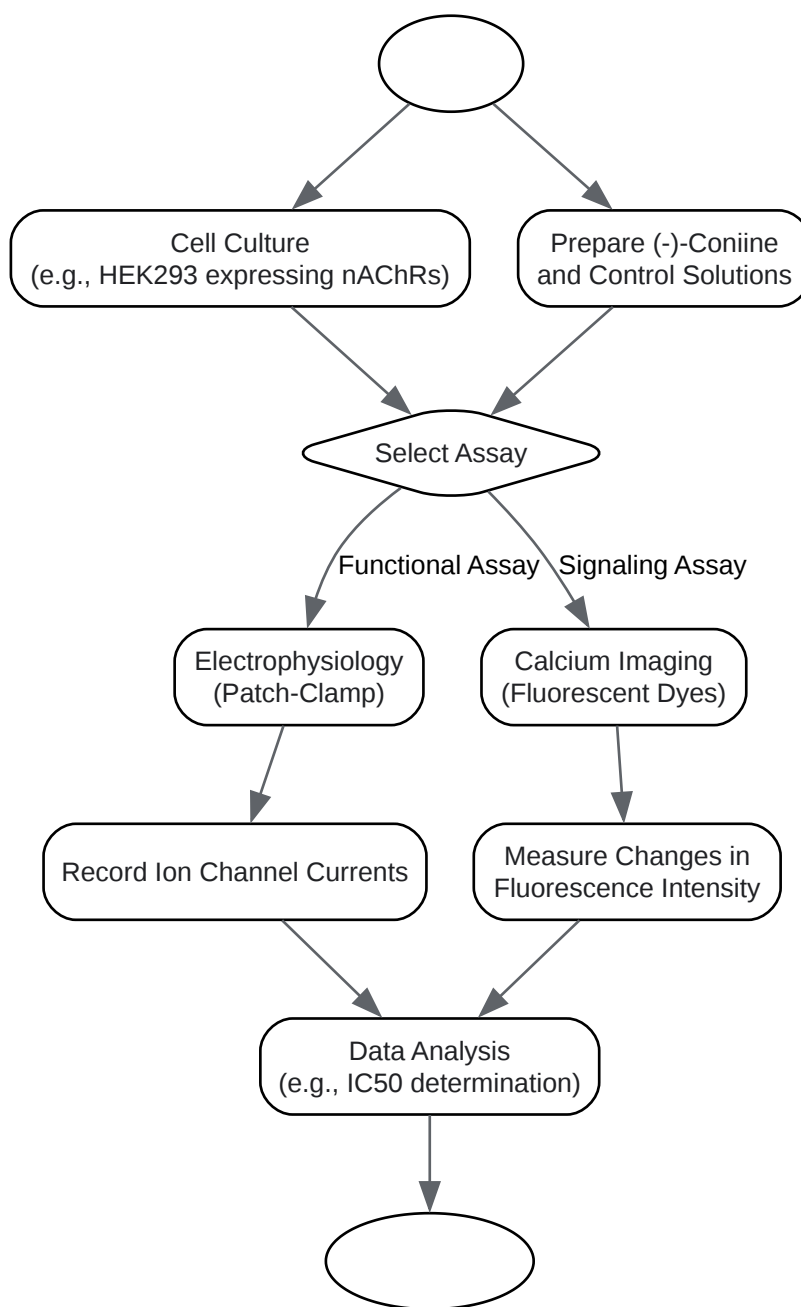 Cell Culture
(e.g., HEK293 expressing nAChRs)
Prepare (-)-Coniine
and Control Solutions
Select Assay
Functional Assay
Signaling Assay
Electrophysiology
(Patch-Clamp)
Calcium Imaging
(Fluorescent Dyes)
Record Ion Channel Currents
Measure Changes in
Fluorescence Intensity
Data Analysis
(e.g., IC50 determination)